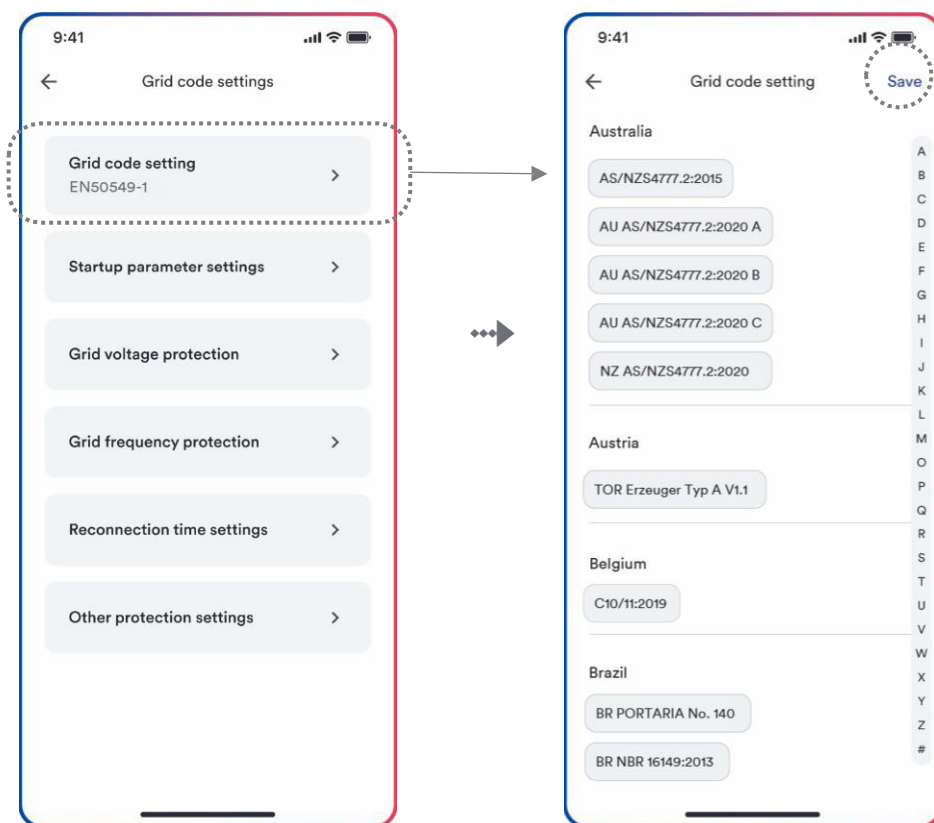 9:41
Grid code settings
Grid code setting
EN50549-1
Startup parameter settings
Grid voltage protection
Grid frequency protection
Reconnection time settings
Other protection settings
9:41
Grid code setting
Save
Australia
AS/NZS4777.2:2015
AU AS/NZS4777.2:2020 A
AU AS/NZS4777.2:2020 B
AU AS/NZS4777.2:2020 C
NZ AS/NZS4777.2:2020
Austria
TOR Erzeuger Typ A V1.1
Belgium
C10/11:2019
Brazil
BR PORTARIA No. 140
BR NBR 16149:2013
A
B
C
D
E
F
G
H
I
J
K
L
M
O
P
Q
R
S
T
U
V
W
X
Y
Z
#